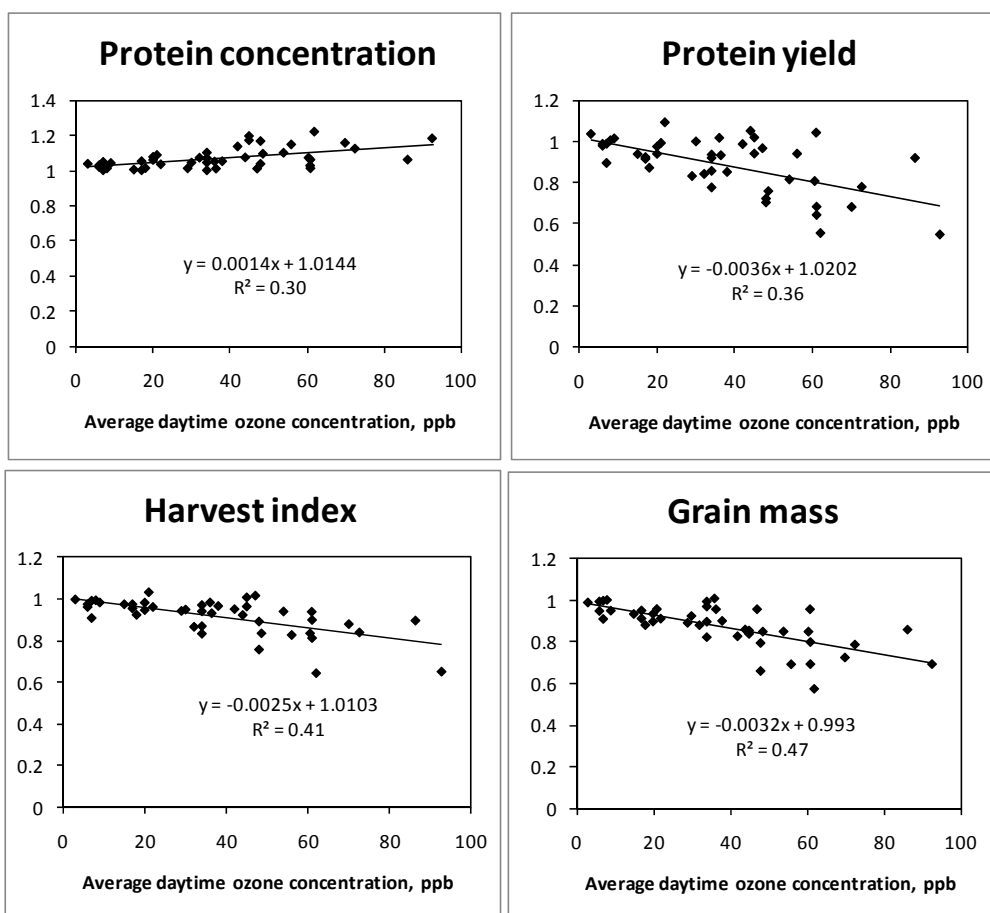 Protein concentration
1.4
1.2
1
0.8
0.6
0.4
0.2
0
y = 0.0014x + 1.0144
R² = 0.30
0 20 40 60 80 100
Average daytime ozone concentration, ppb
Protein yield
1.2
1
0.8
0.6
0.4
0.2
0
y = -0.0036x + 1.0202
R² = 0.36
0 20 40 60 80 100
Average daytime ozone concentration, ppb
Harvest index
1.2
1
0.8
0.6
0.4
0.2
0
y = -0.0025x + 1.0103
R² = 0.41
0 20 40 60 80 100
Average daytime ozone concentration, ppb
Grain mass
1.2
1
0.8
0.6
0.4
0.2
0
y = -0.0032x + 0.993
R² = 0.47
0 20 40 60 80 100
Average daytime ozone concentration, ppb